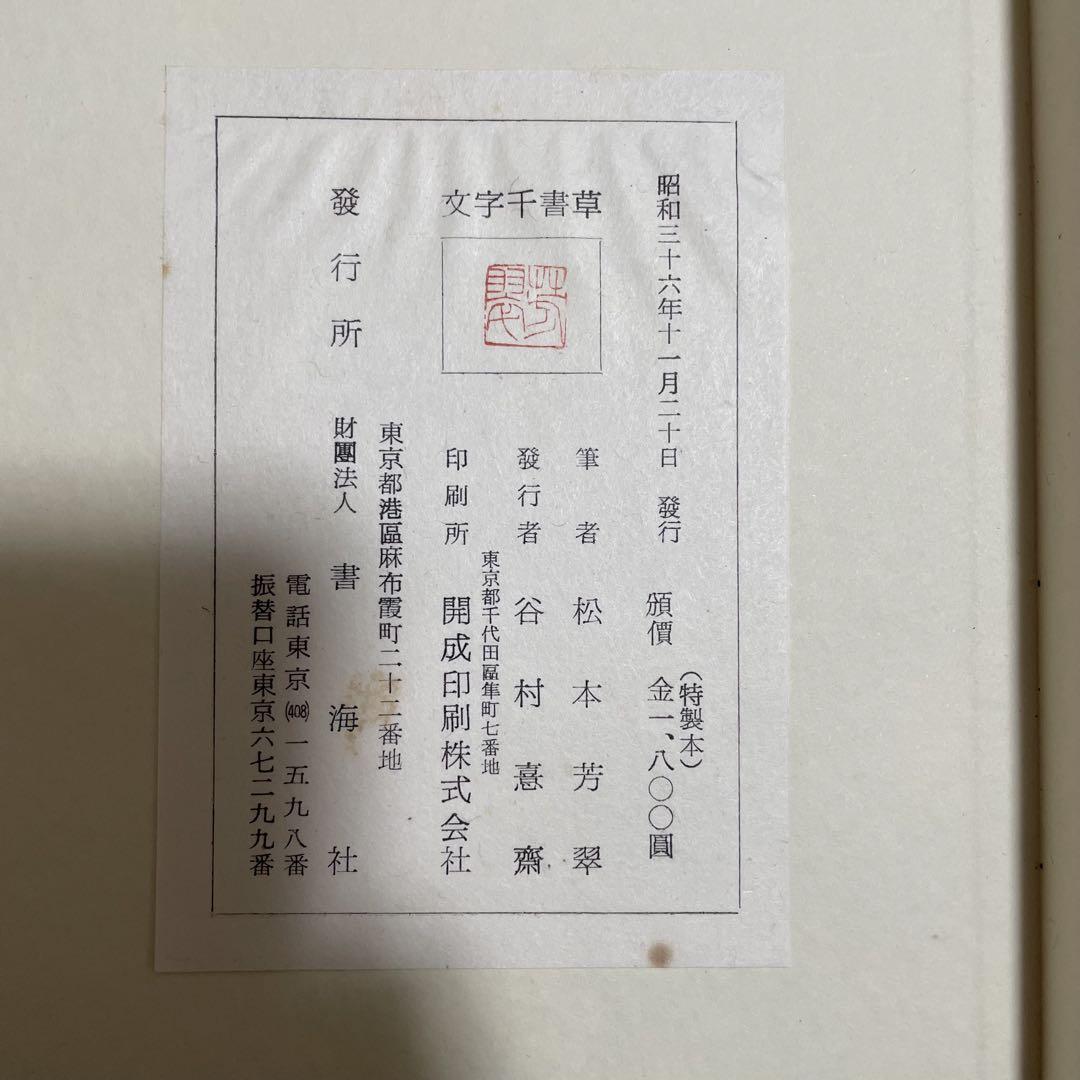 昭和三十六年十一月二十日　發行
頒價　金一、八〇〇圓
（特製本）
草書千字文
芳翠
筆者　松本芳翠
發行者　谷村憙齋
東京都千代田區隼町七番地
印刷所　開成印刷株式会社
東京都港區麻布霞町二十二番地
發行所　財團法人　書海社
電話東京(408)一五九八番
振替口座東京六七二九九番